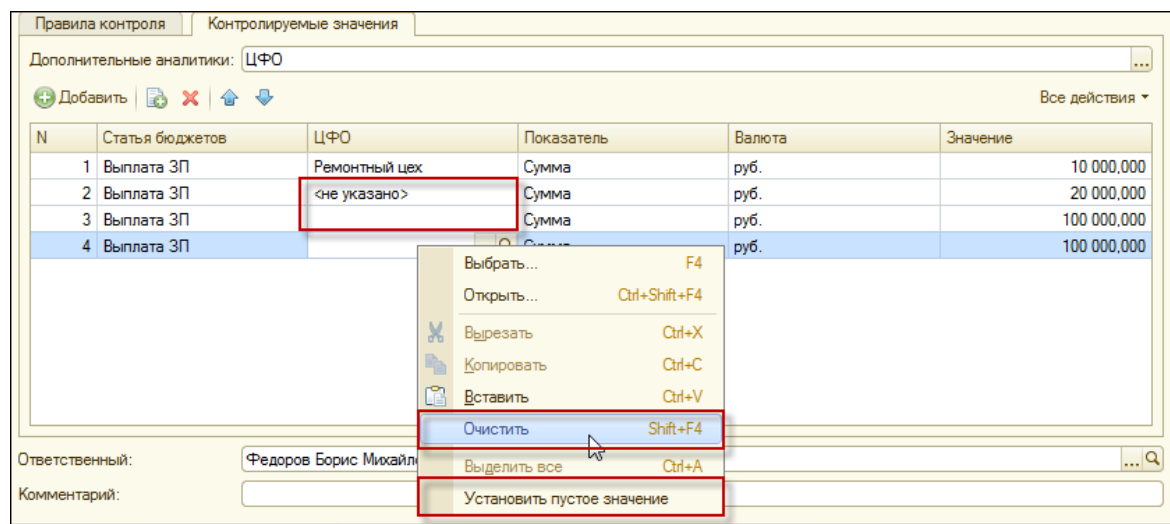 Правила контроля Контролируемые значения
Дополнительные аналитики: ЦФО ...
Добавить Все действия
N Статья бюджетов ЦФО Показатель Валюта Значение
1 Выплата ЗП Ремонтный цех Сумма руб. 10 000,000
2 Выплата ЗП <не указано> Сумма руб. 20 000,000
3 Выплата ЗП Сумма руб. 100 000,000
4 Выплата ЗП руб. 100 000,000
Выбрать... F4
Открыть... Ctrl+Shift+F4
Вырезать Ctrl+X
Копировать Ctrl+C
Вставить Ctrl+V
Очистить Shift+F4
Выделить все Ctrl+A
Установить пустое значение
Ответственный: Федоров Борис ...
Комментарий: